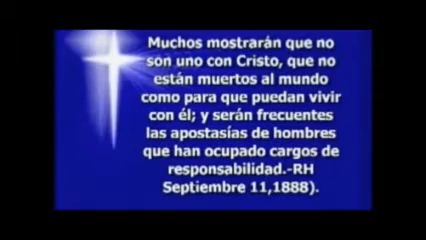 Muchos mostrarán que no
son uno con Cristo, que no
están muertos al mundo
como para que puedan vivir
con él; y serán frecuentes
las apostasías de hombres
que han ocupado cargos de
responsabilidad.-RH
Septiembre 11,1888).